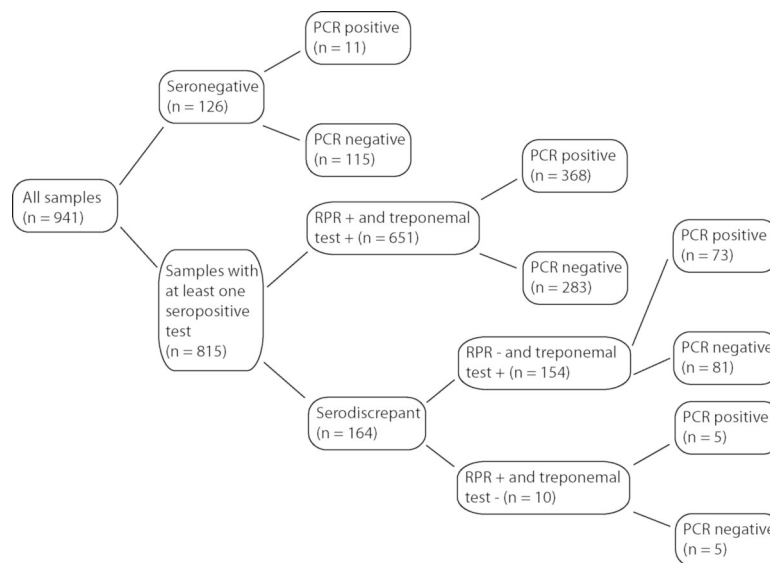 PCR positive
(n = 11)
Seronegative
(n = 126)
PCR negative
(n = 115)
All samples
(n = 941)
PCR positive
(n = 368)
RPR + and treponemal
test + (n = 651)
PCR negative
(n = 283)
Samples with
at least one
seropositive
test
(n = 815)
PCR positive
(n = 73)
RPR - and treponemal
test + (n = 154)
PCR negative
(n = 81)
Serodiscrepant
(n = 164)
PCR positive
(n = 5)
RPR + and treponemal
test - (n = 10)
PCR negative
(n = 5)